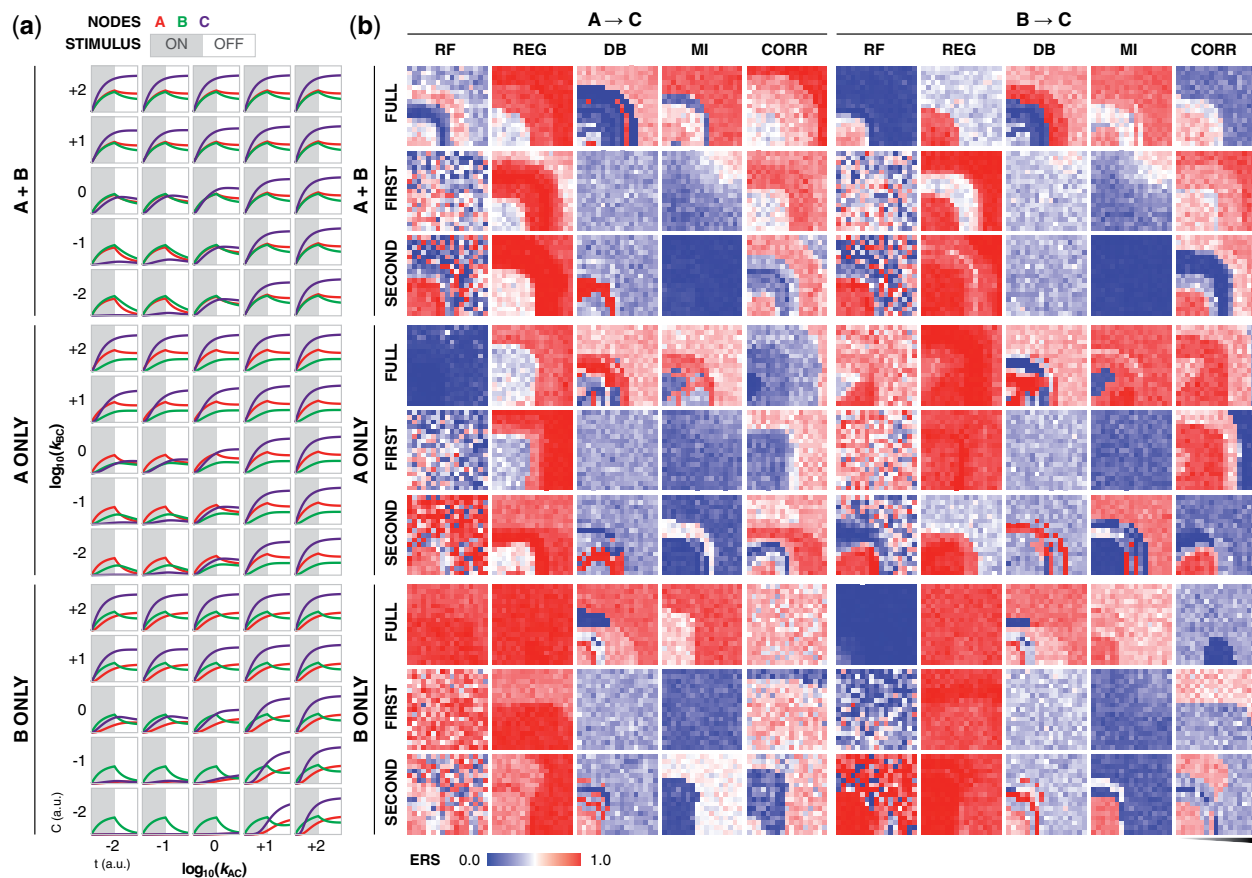 (a)
NODES A B C
STIMULUS ON OFF
A + B
A ONLY
B ONLY
log10(kBC)
+2
+1
0
-1
-2
+2
+1
0
-1
-2
+2
+1
0
-1
-2
C (a.u.)
t (a.u.)
-2 -1 0 +1 +2
log10(kAC)
(b)
A → C B → C
RF REG DB MI CORR RF REG DB MI CORR
A + B
FULL
FIRST
SECOND
A ONLY
FULL
FIRST
SECOND
B ONLY
FULL
FIRST
SECOND
ERS 0.0 1.0